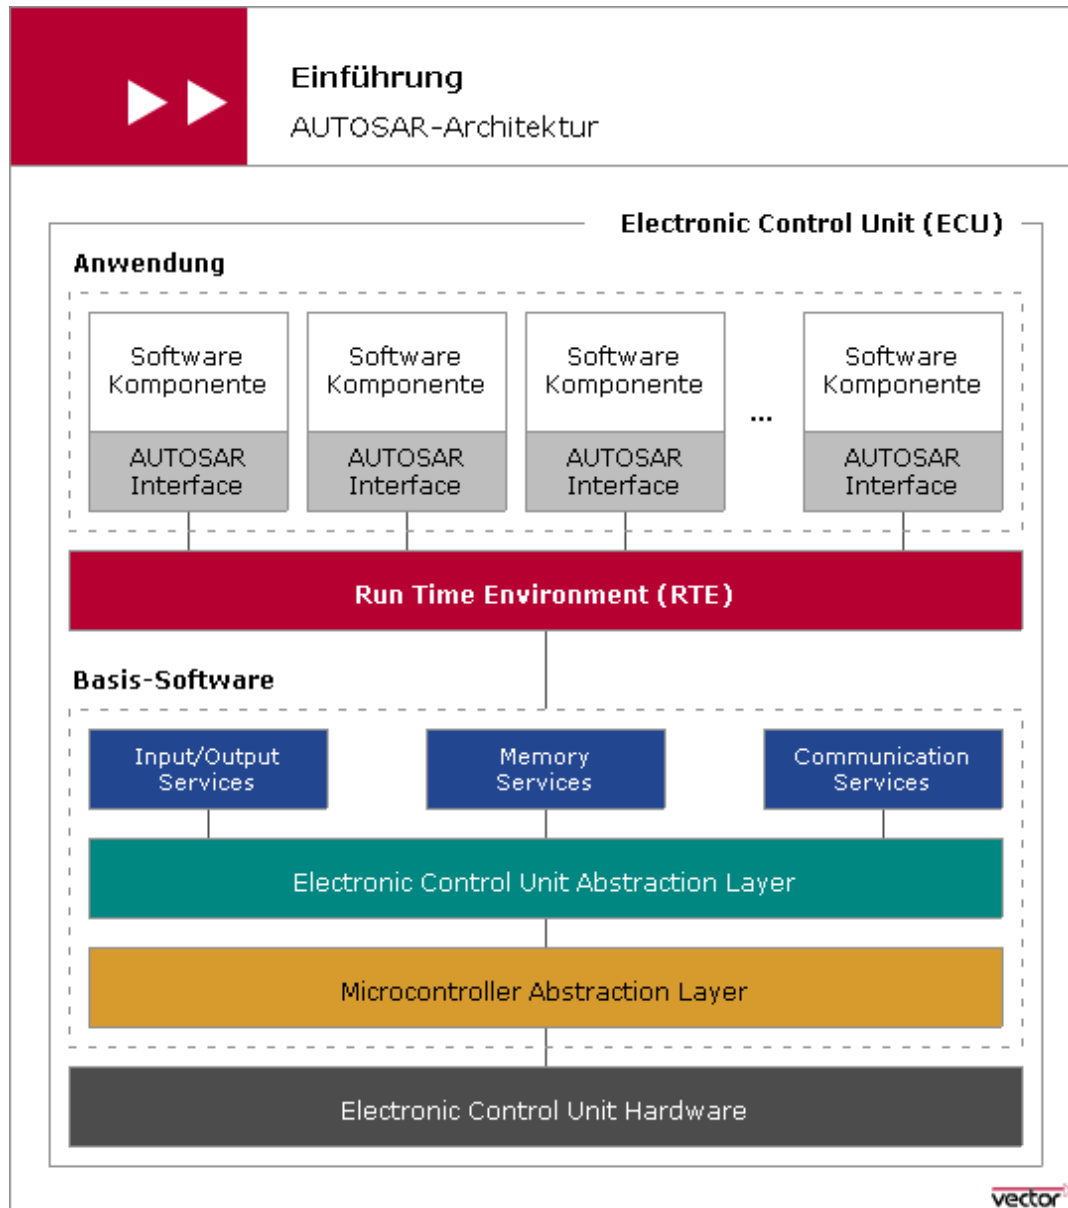 Einführung
AUTOSAR-Architektur
Electronic Control Unit (ECU)
Anwendung
Software
Komponente
AUTOSAR
Interface
Software
Komponente
AUTOSAR
Interface
Software
Komponente
AUTOSAR
Interface
...
Software
Komponente
AUTOSAR
Interface
Run Time Environment (RTE)
Basis-Software
Input/Output
Services
Memory
Services
Communication
Services
Electronic Control Unit Abstraction Layer
Microcontroller Abstraction Layer
Electronic Control Unit Hardware
vector